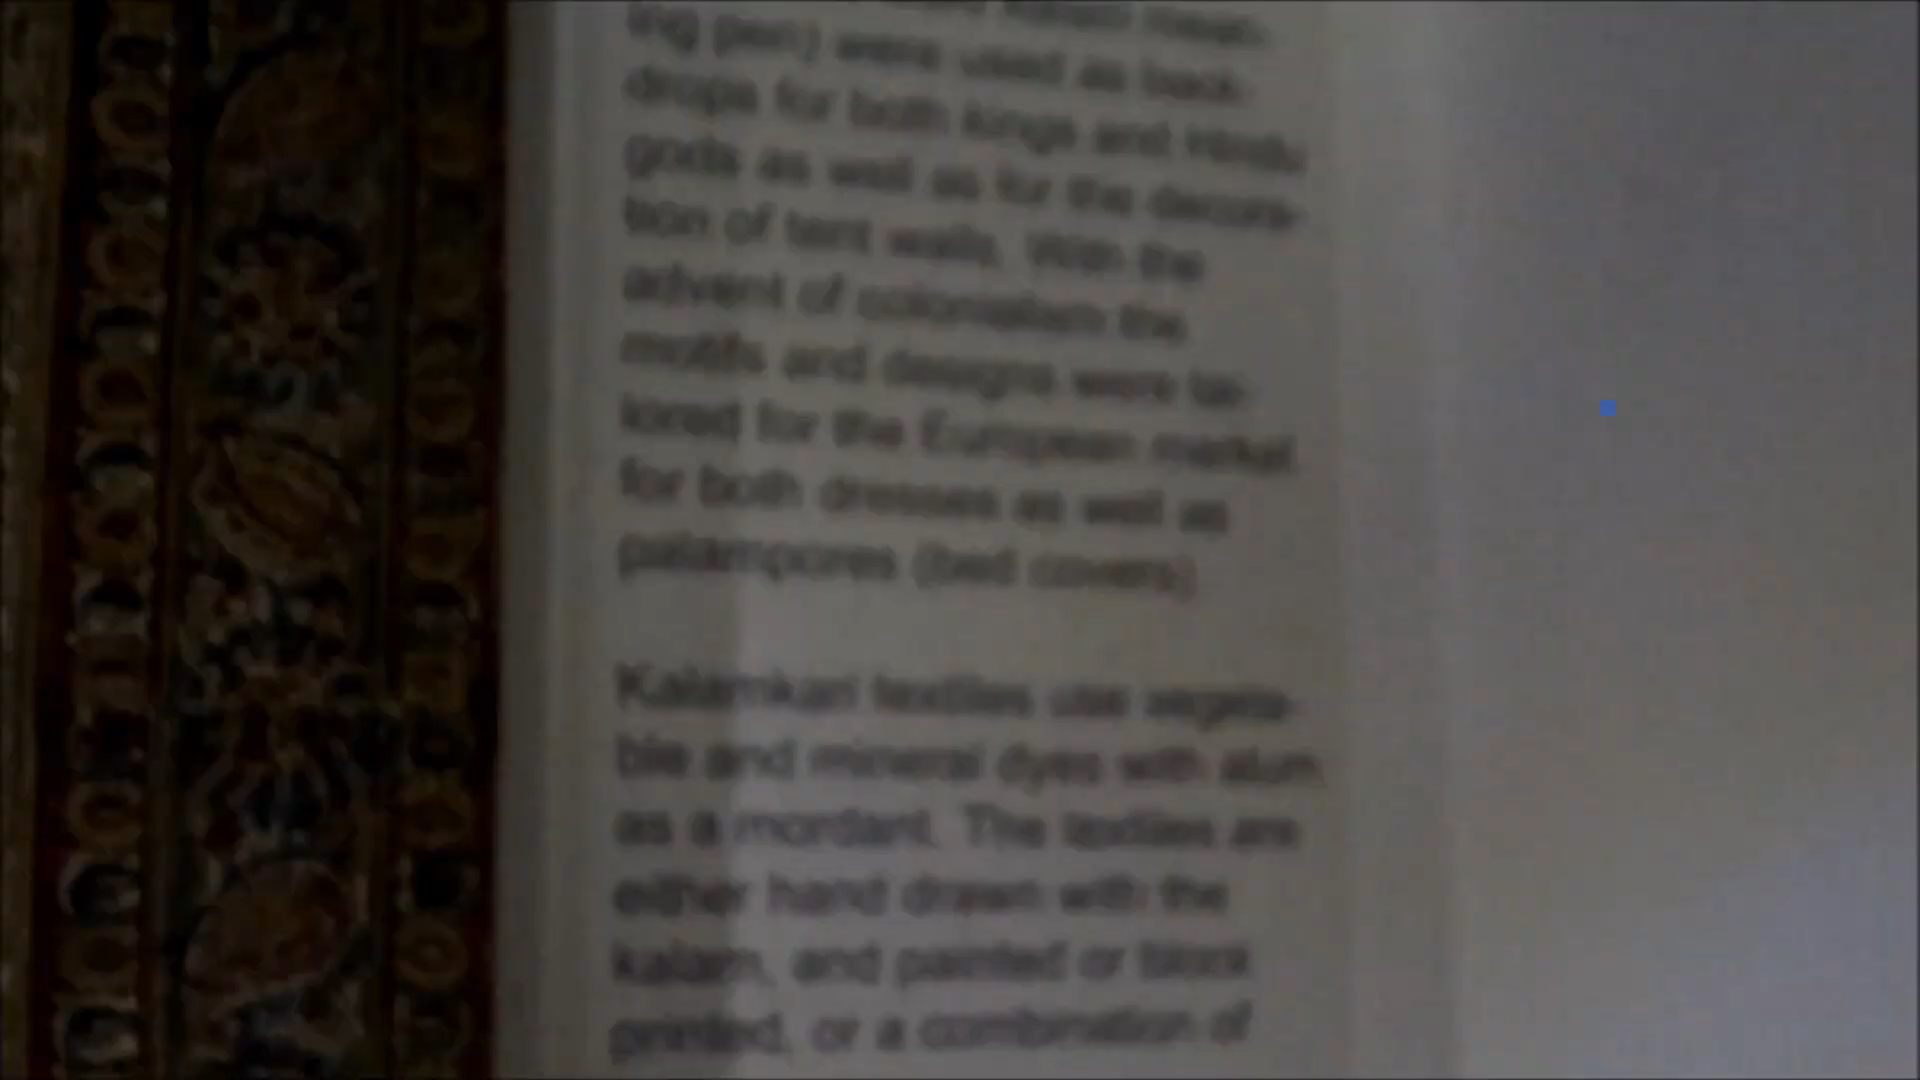 ing pen) were used as back-
drops for both kings and Hindu
gods as well as for the decora-
tion of tent walls. With the
advent of colonialism the
motifs and designs were tai-
lored for the European market
for both dresses as well as
palampores (bed covers)
Kalamkari textiles use vegeta-
ble and mineral dyes with alum
as a mordant. The textiles are
either hand drawn with the
kalam, and painted or block
printed, or a combination of